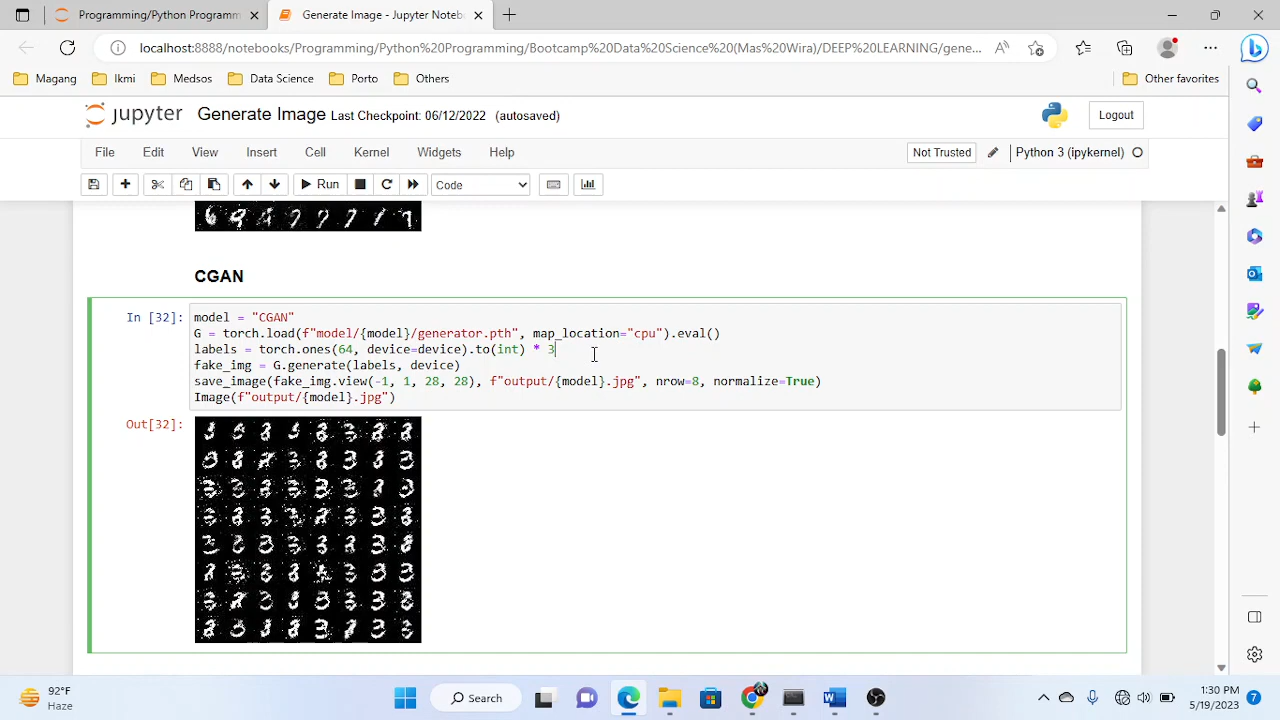 Programming/Python Programm
Generate Image - Jupyter Noteb
localhost:8888/notebooks/Programming/Python%20Programming/Bootcamp%20Data%20Science%20(Mas%20Wira)/DEEP%20LEARNING/gene...
Magang Ikmi Medsos Data Science Porto Others Other favorites
jupyter Generate Image Last Checkpoint: 06/12/2022 (autosaved) Logout
File Edit View Insert Cell Kernel Widgets Help Not Trusted Python 3 (ipykernel)
Run Code
CGAN
In [32]: model = "CGAN"
G = torch.load(f"model/{model}/generator.pth", map_location="cpu").eval()
labels = torch.ones(64, device=device).to(int) * 3
fake_img = G.generate(labels, device)
save_image(fake_img.view(-1, 1, 28, 28), f"output/{model}.jpg", nrow=8, normalize=True)
Image(f"output/{model}.jpg")
Out[32]:
92°F
Haze
Search
1:30 PM
5/19/2023
7